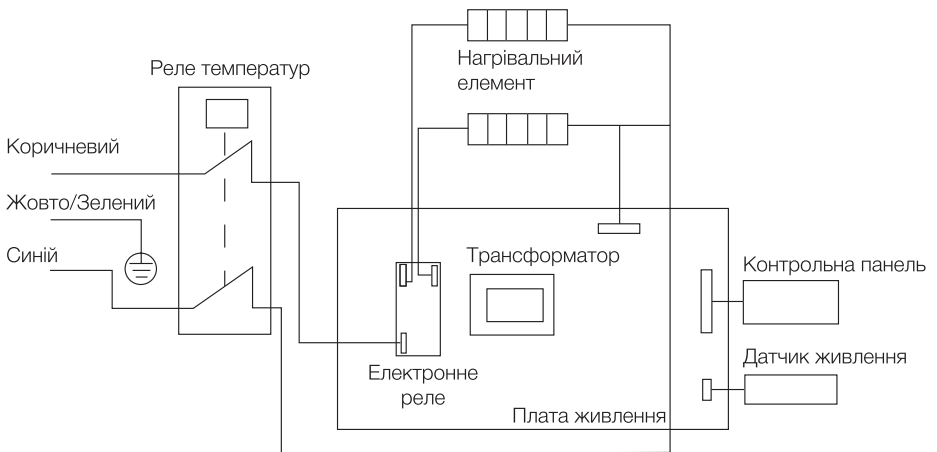 Нагрівальний
елемент
Реле температур
Коричневий
Жовто/Зелений
Синій
Трансформатор
Контрольна панель
Датчик живлення
Електронне
реле
Плата живлення